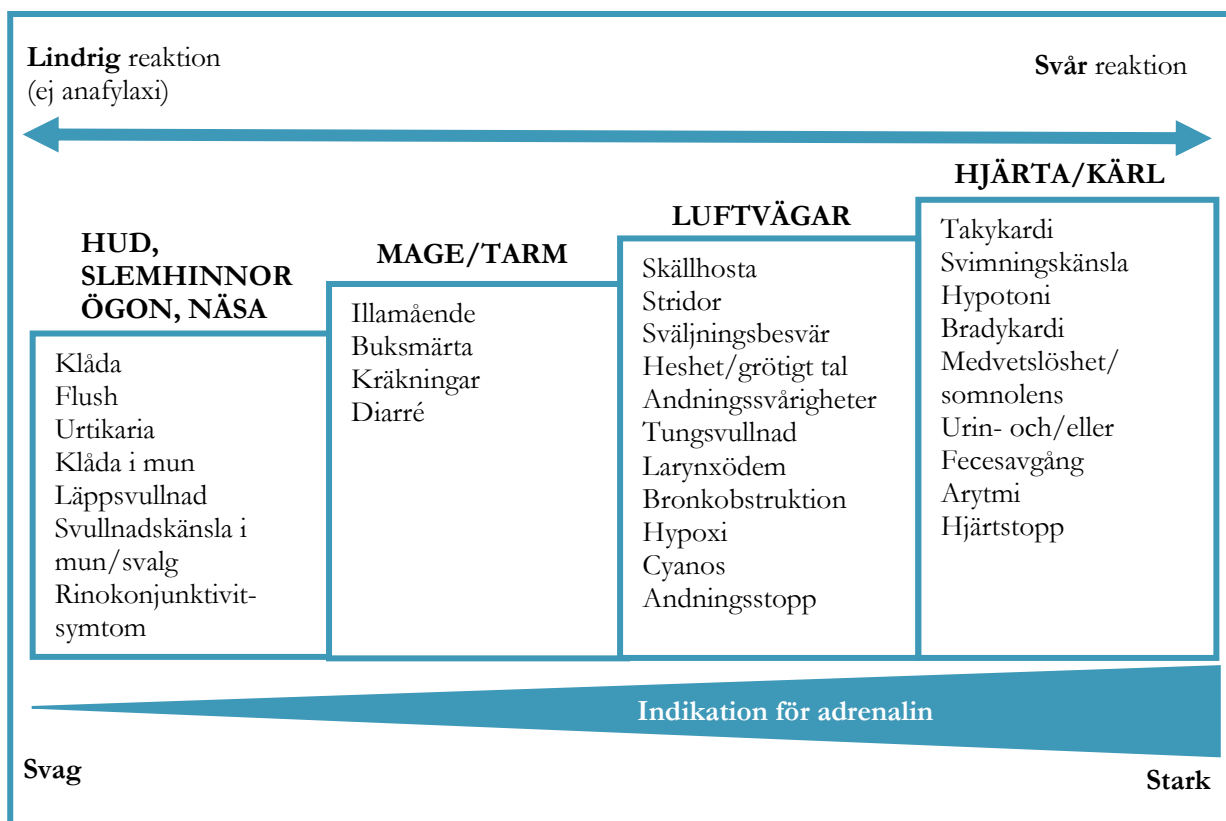 Lindrig reaktion
(ej anafylaxi)
Svår reaktion
HUD,
SLEMHINNOR
ÖGON, NÄSA
Klåda
Flush
Urtikaria
Klåda i mun
Läppsvullnad
Svullnadskänsla i
mun/svalg
Rinokonjunktivit-
symtom
MAGE/TARM
Illamående
Buksmärta
Kräkningar
Diarré
LUFTVÄGAR
Skällhosta
Stridor
Sväljningsbesvär
Heshet/grötigt tal
Andningssvårigheter
Tungsvullnad
Larynxödem
Bronkobstruktion
Hypoxi
Cyanos
Andningsstopp
HJÄRTA/KÄRL
Takykardi
Svimningskänsla
Hypotoni
Bradykardi
Medvetslöshet/
somnolens
Urin- och/eller
Fecesavgång
Arytmi
Hjärtstopp
Indikation för adrenalin
Svag
Stark